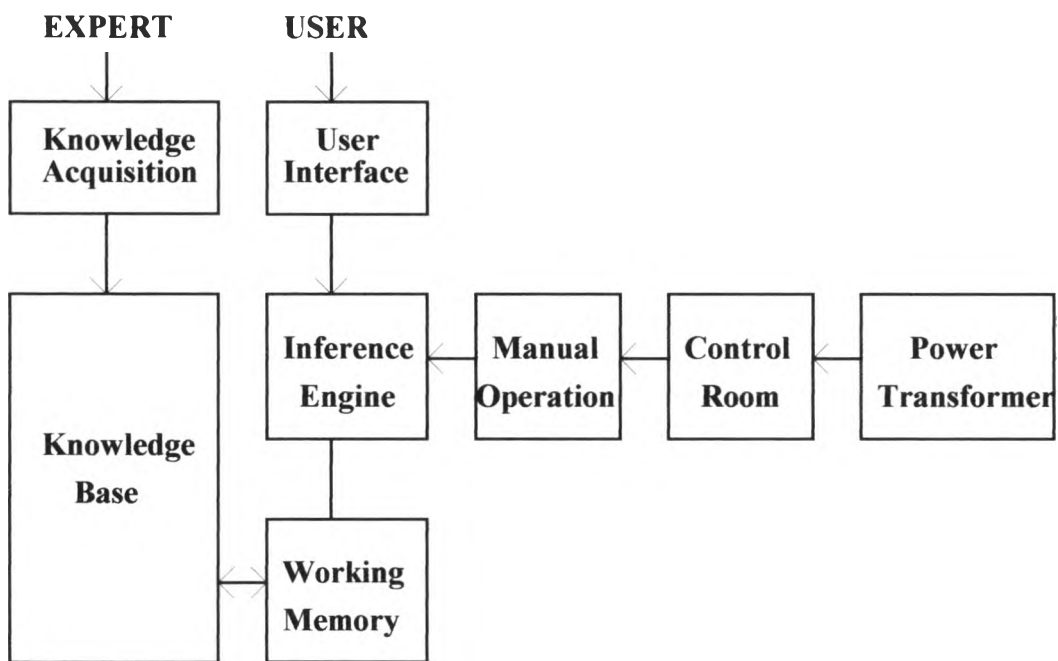 EXPERT
USER
Knowledge
Acquisition
User
Interface
Inference
Engine
Manual
Operation
Control
Room
Power
Transformer
Knowledge
Base
Working
Memory